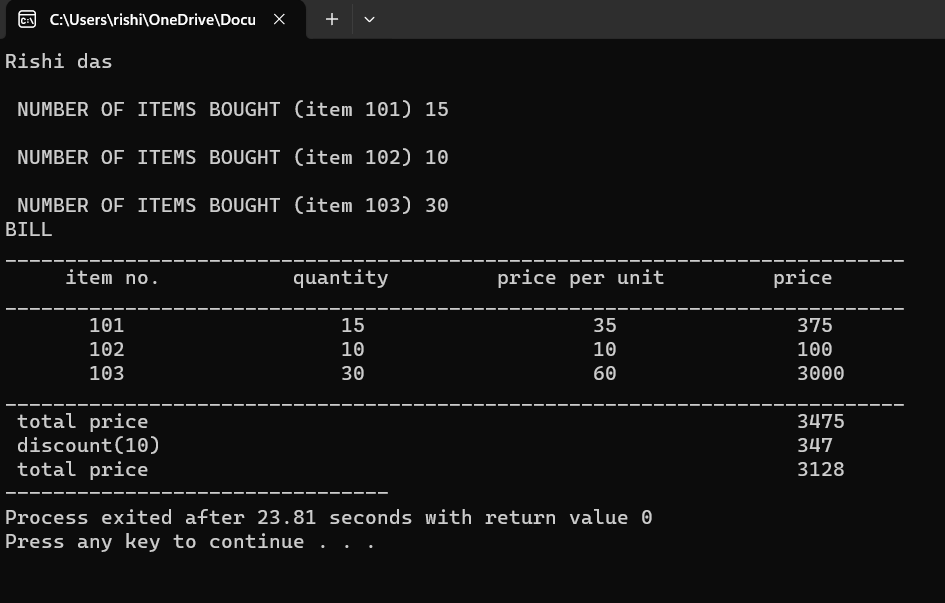 C:\Users\rishi\OneDrive\Docu
Rishi das
NUMBER OF ITEMS BOUGHT (item 101) 15
NUMBER OF ITEMS BOUGHT (item 102) 10
NUMBER OF ITEMS BOUGHT (item 103) 30
BILL
___________________________________________________________________________
item no. quantity price per unit price
___________________________________________________________________________
101 15 35 375
102 10 10 100
103 30 60 3000
___________________________________________________________________________
total price 3475
discount(10) 347
total price 3128
--------------------------------
Process exited after 23.81 seconds with return value 0
Press any key to continue . . .